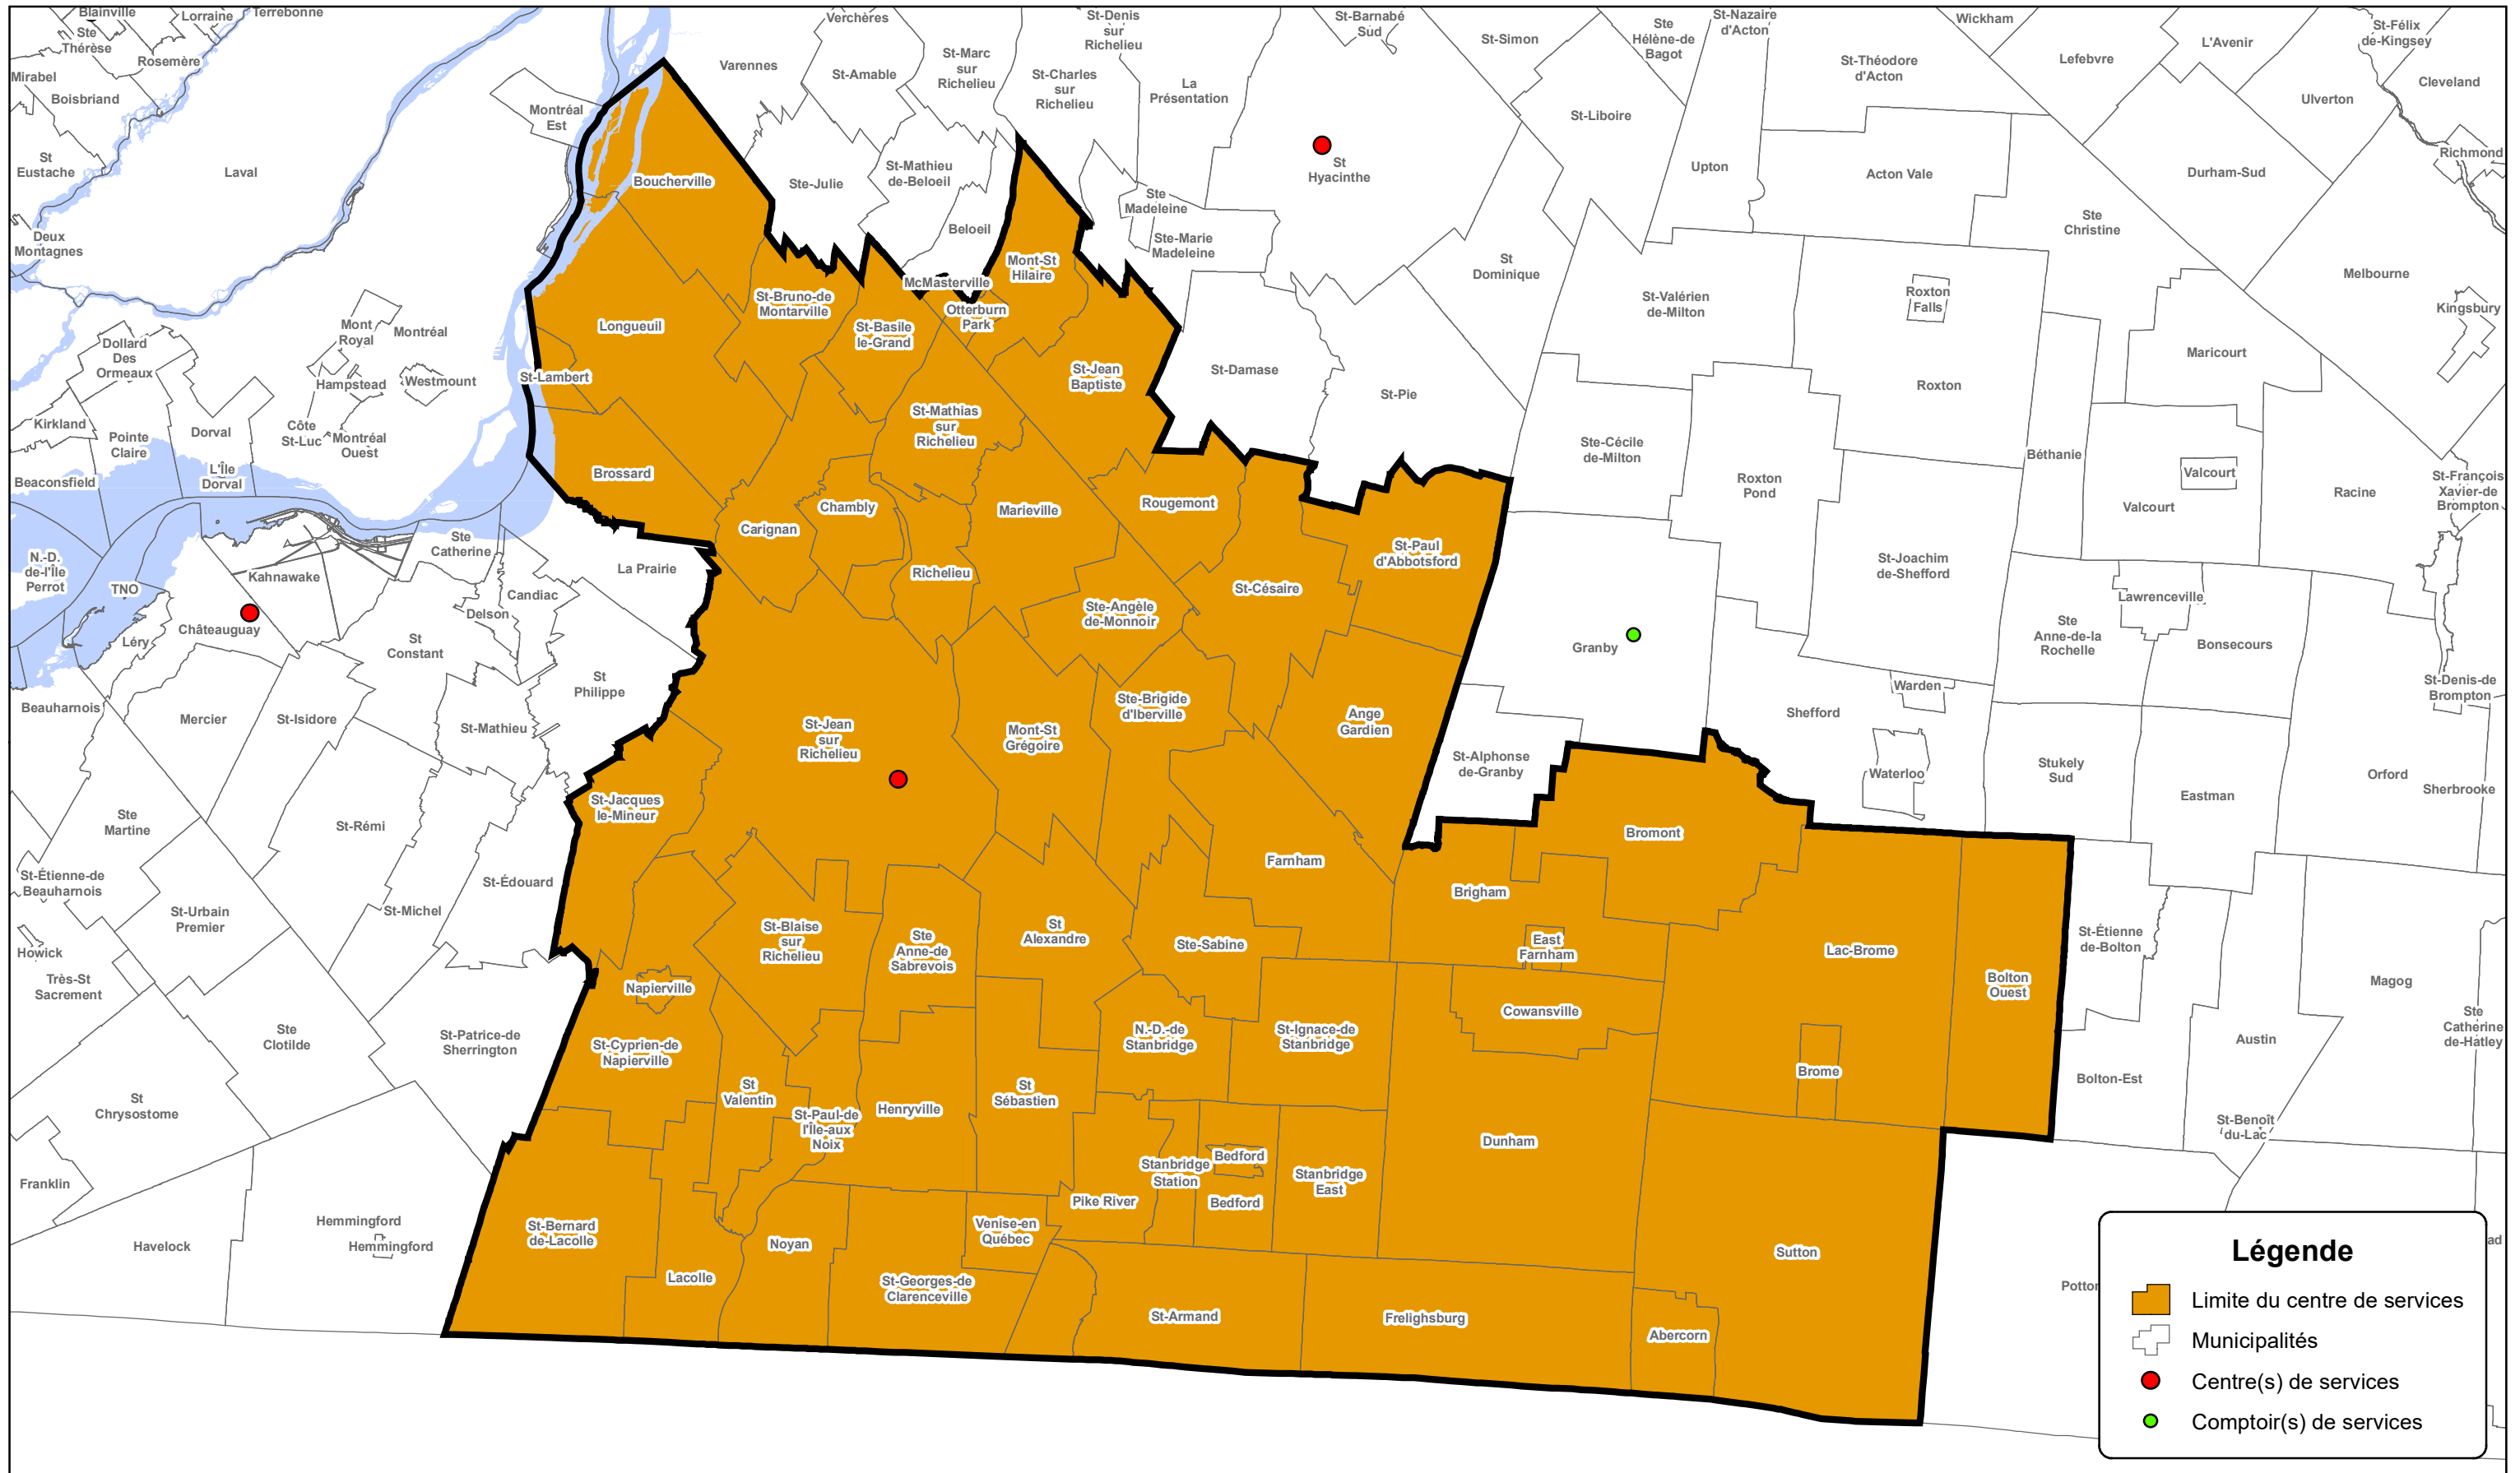 Blainville
Lorraine
Terrebonne
Ste
Thérèse
Rosemère
Mirabel
Boisbriand
St
Eustache
Laval
Deux
Montagnes
Montréal
Est
Verchères
Varennes
St-Amable
St-Marc
sur
Richelieu
St-Denis
sur
Richelieu
St-Charles
sur
Richelieu
La
Présentation
St-Barnabé
Sud
St-Simon
Ste
Hélène-de
Bagot
St-Nazaire
d'Acton
Wickham
St-Théodore
d'Acton
Lefebvre
L'Avenir
St-Félix
de-Kingsey
Cleveland
Ulverton
St-Liboire
Upton
Acton Vale
Durham-Sud
Richmond
St
Hyacinthe
Ste
Madeleine
Ste-Marie
Madeleine
Ste
Christine
Melbourne
Kingsbury
Boucherville
Ste-Julie
St-Mathieu
de-Beloeil
Beloeil
McMasterville
Mont-St
Hilaire
Otterburn
Park
St
Dominique
St-Valérien
de-Milton
Roxton
Falls
Maricourt
Roxton
Longueuil
St-Bruno-de
Montarville
St-Basile
le-Grand
St-Jean
Baptiste
St-Damase
St-Pie
St-Lambert
Mont
Royal
Montréal
Hampstead
Westmount
Côte
St-Luc
Montréal
Ouest
Dollard
Des
Ormeaux
Kirkland
Pointe
Claire
Dorval
L'Île
Dorval
Beaconsfield
St-Mathias
sur
Richelieu
Brossard
Chambly
Carignan
Marieville
Rougemont
Richelieu
St-Césaire
St-Paul
d'Abbotsford
Ste-Cécile
de-Milton
Roxton
Pond
Béthanie
Valcourt
Valcourt
Racine
St-François
Xavier-de
Brompton
St-Joachim
de-Shefford
N.-D.
de-l'Île
Perrot
TNO
Kahnawake
Ste
Catherine
La Prairie
Candiac
Delson
Châteauguay
Léry
St
Constant
St
Philippe
Beauharnois
Mercier
St-Isidore
St-Mathieu
Ste-Angèle
de-Monnoir
Granby
Lawrenceville
Ste
Anne-de-la
Rochelle
Bonsecours
St-Denis-de
Brompton
Warden
Shefford
Ste-Brigide
d'Iberville
Ange
Gardien
St-Jean
sur
Richelieu
Mont-St
Grégoire
St-Alphonse
de-Granby
Waterloo
Stukely
Sud
Eastman
Orford
Sherbrooke
St-Jacques
le-Mineur
Ste
Martine
St-Rémi
St-Édouard
St-Étienne-de
Beauharnois
St-Urbain
Premier
St-Michel
Howick
Très-St
Sacrement
Farnham
Bromont
Brigham
St-Blaise
sur
Richelieu
Ste
Anne-de
Sabrevois
St
Alexandre
Ste-Sabine
East
Farnham
Lac-Brome
Bolton
Ouest
St-Étienne
de-Bolton
Magog
Napierville
Ste
Clotilde
St-Patrice-de
Sherrington
St-Cyprien-de
Napierville
N.-D.-de
Stanbridge
St-Ignace-de
Stanbridge
Cowansville
Brome
Bolton-Est
Austin
Ste
Catherine
de-Hatley
St
Chrysostome
St
Valentin
St-Paul-de
l'Île-aux
Noix
Henryville
St
Sébastien
Dunham
St-Benoît
du-Lac
Franklin
Stanbridge
Station
Bedford
Bedford
Stanbridge
East
Pike River
Havelock
Hemmingford
Hemmingford
St-Bernard
de-Lacolle
Lacolle
Noyan
Venise-en
Québec
St-Georges-de
Clarenceville
St-Armand
Frelighsburg
Abercorn
Sutton
Potton
Légende
Limite du centre de services
Municipalités
Centre(s) de services
Comptoir(s) de services